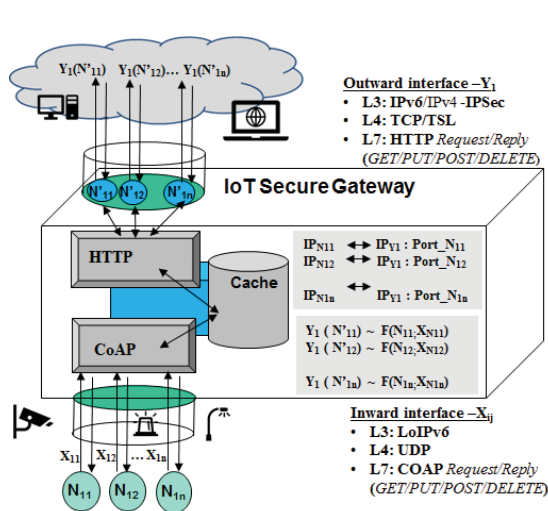 Y1(N'11) Y1(N'12)... Y1(N'1n)
Outward interface –Y1
• L3: IPv6/IPv4 -IPSec
• L4: TCP/TSL
• L7: HTTP Request/Reply
(GET/PUT/POST/DELETE)
N'11 N'12 N'1n
IoT Secure Gateway
HTTP
Cache
CoAP
IPN11 IPY1 : Port_N11
IPN12 IPY1 : Port_N12
IPN1n IPY1 : Port_N1n
Y1 ( N'11) ~ F(N11;XN11)
Y1 ( N'12) ~ F(N12;XN12)
Y1 ( N'1n) ~ F(N1n;XN1n)
Inward interface –Xij
• L3: LoIPv6
• L4: UDP
• L7: COAP Request/Reply
(GET/PUT/POST/DELETE)
X11 X12 ...X1n
N11 N12 N1n